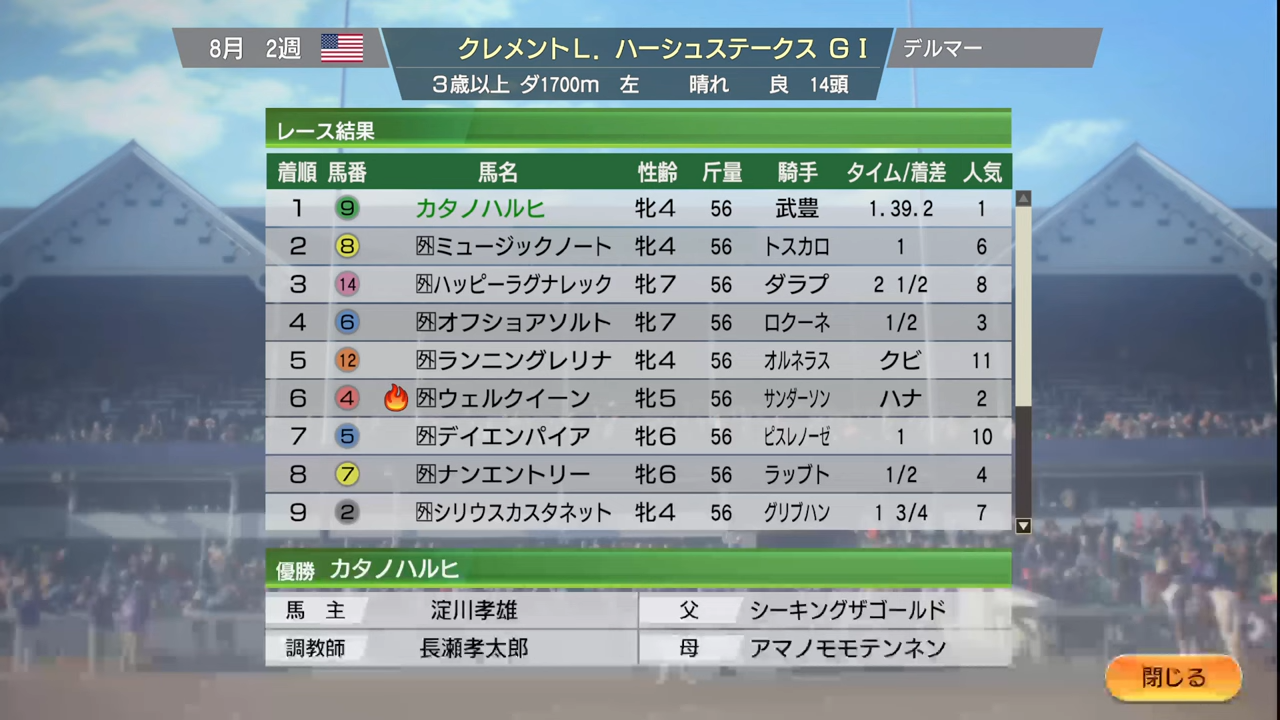 8月 2週 クレメントL．ハーシュステークス GⅠ デルマー
3歳以上 ダ1700m 左 晴れ 良 14頭
レース結果
着順 馬番 馬名 性齢 斤量 騎手 タイム/着差 人気
1 9 カタノハルヒ 牝4 56 武豊 1.39.2 1
2 8 外ミュージックノート 牝4 56 トスカロ 1 6
3 14 外ハッピーラグナレック 牝7 56 ダラプ 2 1/2 8
4 6 外オフショアソルト 牝7 56 ロクーネ 1/2 3
5 12 外ランニングレリナ 牝4 56 オルネラス クビ 11
6 4 外ウェルクイーン 牝5 56 サンダーソン ハナ 2
7 5 外デイエンパイア 牝6 56 ピスレノーゼ 1 10
8 7 外ナンエントリー 牝6 56 ラップト 1/2 4
9 2 外シリウスカスタネット 牝4 56 グリブハン 1 3/4 7
優勝 カタノハルヒ
馬主 淀川孝雄 父 シーキングザゴールド
調教師 長瀬孝太郎 母 アマノモモテンネン
閉じる